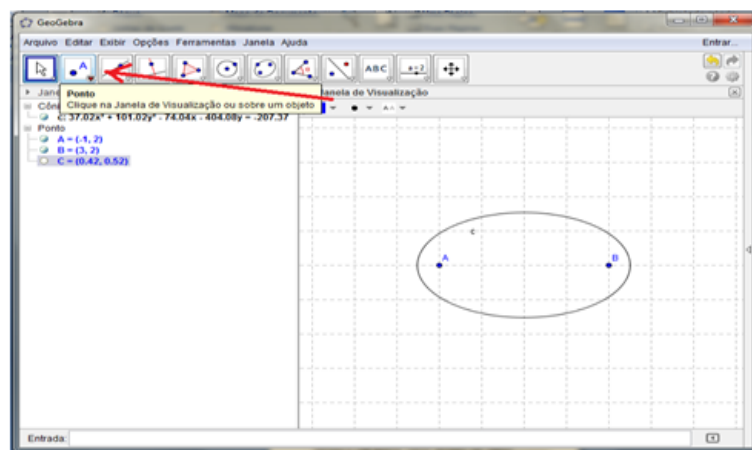 GeoGebra
Arquivo Editar Exibir Opções Ferramentas Janela Ajuda
Entrar...
A
ABC
a=2
Ponto
Clique na Janela de Visualização ou sobre um objeto
Jane
Janela de Visualização
Côni
c: 37.02x² + 101.02y² - 74.04x - 404.08y = -207.37
Ponto
A = (-1, 2)
B = (3, 2)
C = (0.42, 0.52)
c
A
B
Entrada: